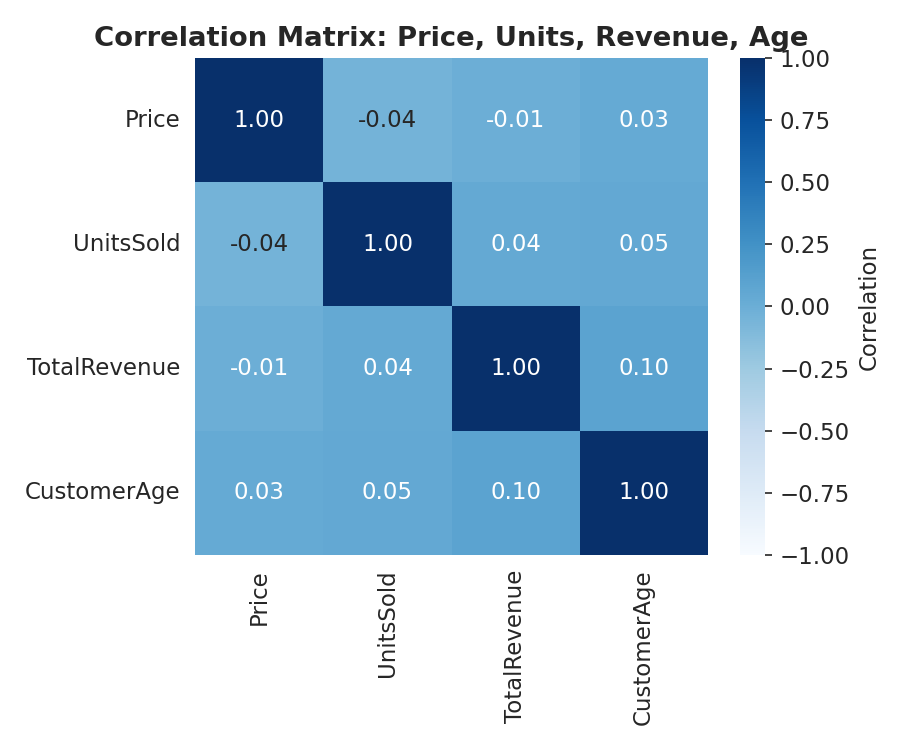 Correlation Matrix: Price, Units, Revenue, Age
Price 1.00 -0.04 -0.01 0.03
UnitsSold -0.04 1.00 0.04 0.05
TotalRevenue -0.01 0.04 1.00 0.10
CustomerAge 0.03 0.05 0.10 1.00
Price UnitsSold TotalRevenue CustomerAge
1.00
0.75
0.50
0.25
0.00
−0.25
−0.50
−0.75
−1.00
Correlation